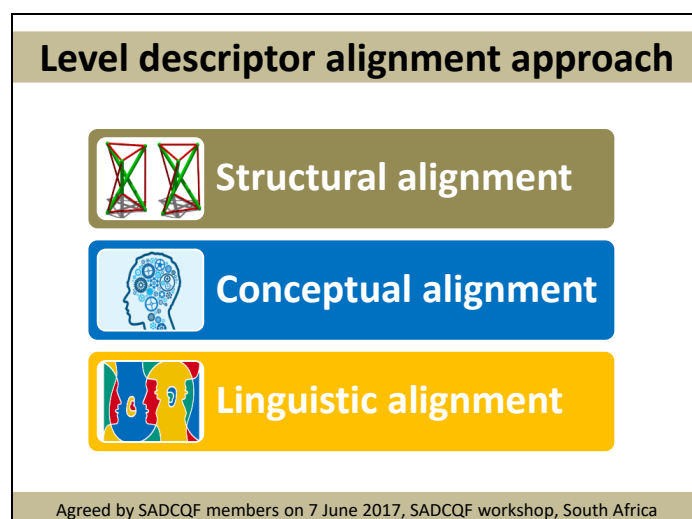 Level descriptor alignment approach
Structural alignment
Conceptual alignment
Linguistic alignment
Agreed by SADCQF members on 7 June 2017, SADCQF workshop, South Africa